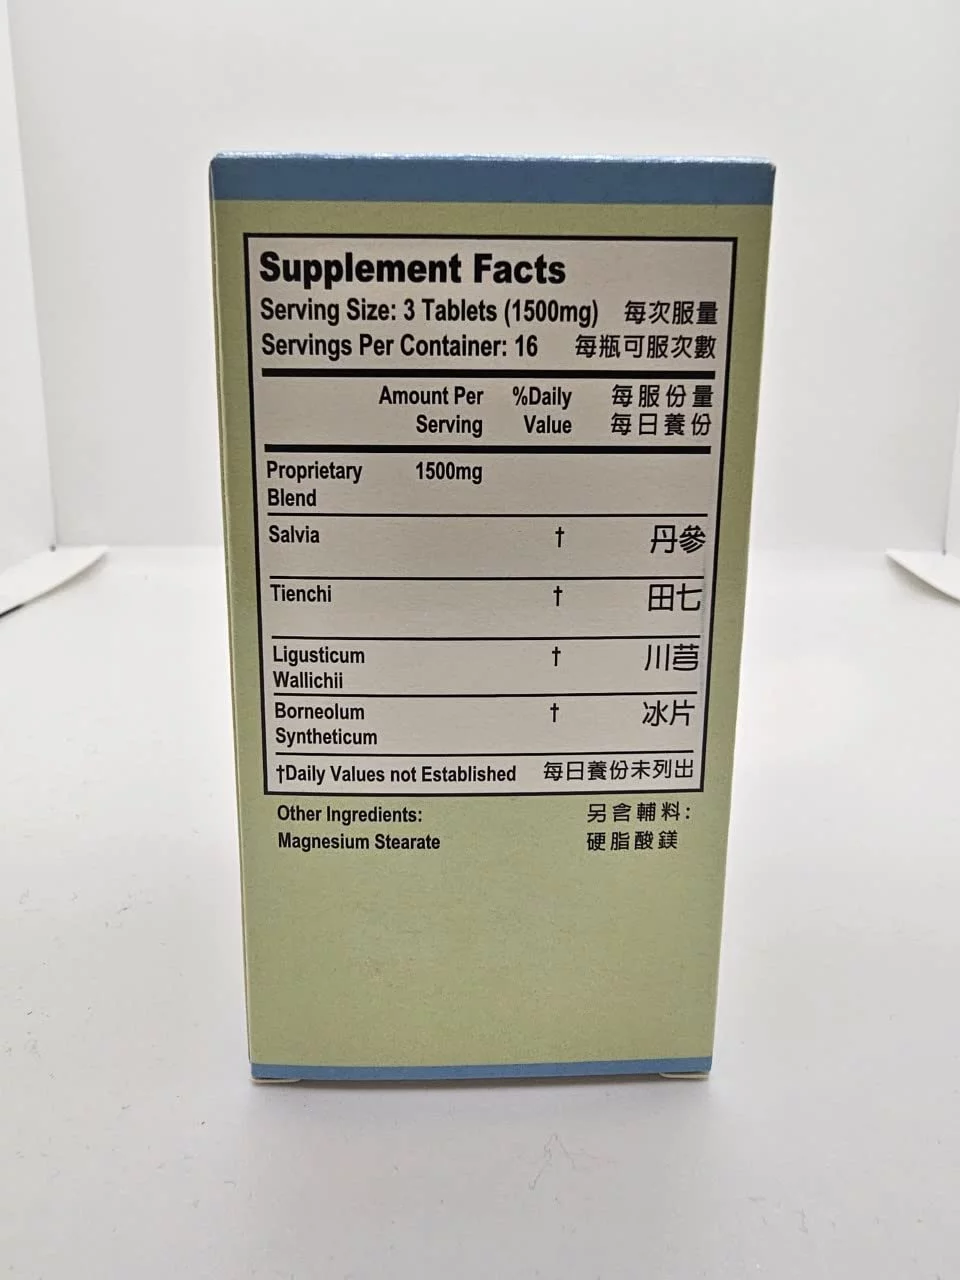 Supplement Facts
Serving Size: 3 Tablets (1500mg) 每次服量
Servings Per Container: 16 每瓶可服次數
Amount Per %Daily 每服份量
Serving Value 每日養份
Proprietary 1500mg
Blend
Salvia † 丹參
Tienchi † 田七
Ligusticum † 川芎
Wallichii
Borneolum † 冰片
Syntheticum
†Daily Values not Established 每日養份未列出
Other Ingredients: 另含輔料:
Magnesium Stearate 硬脂酸鎂